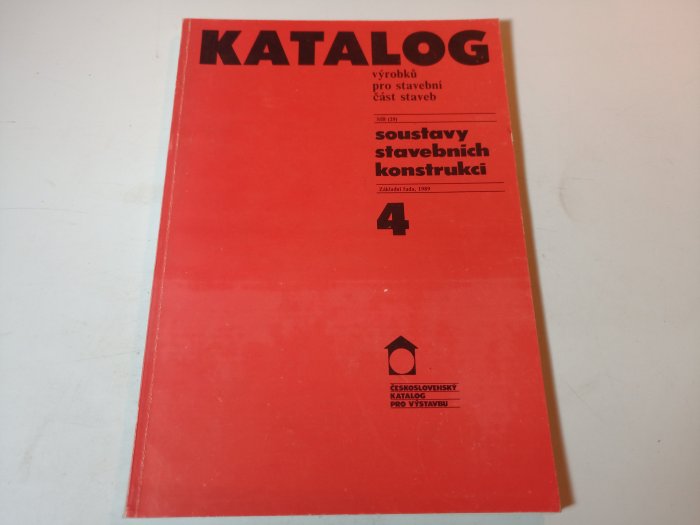 KATALOG
výrobků
pro stavební
část staveb
soustavy
stavebních
konstrukcí
Základní řada, 1989
4
ČESKOSLOVENSKÝ
KATALOG
PRO VÝSTAVBU